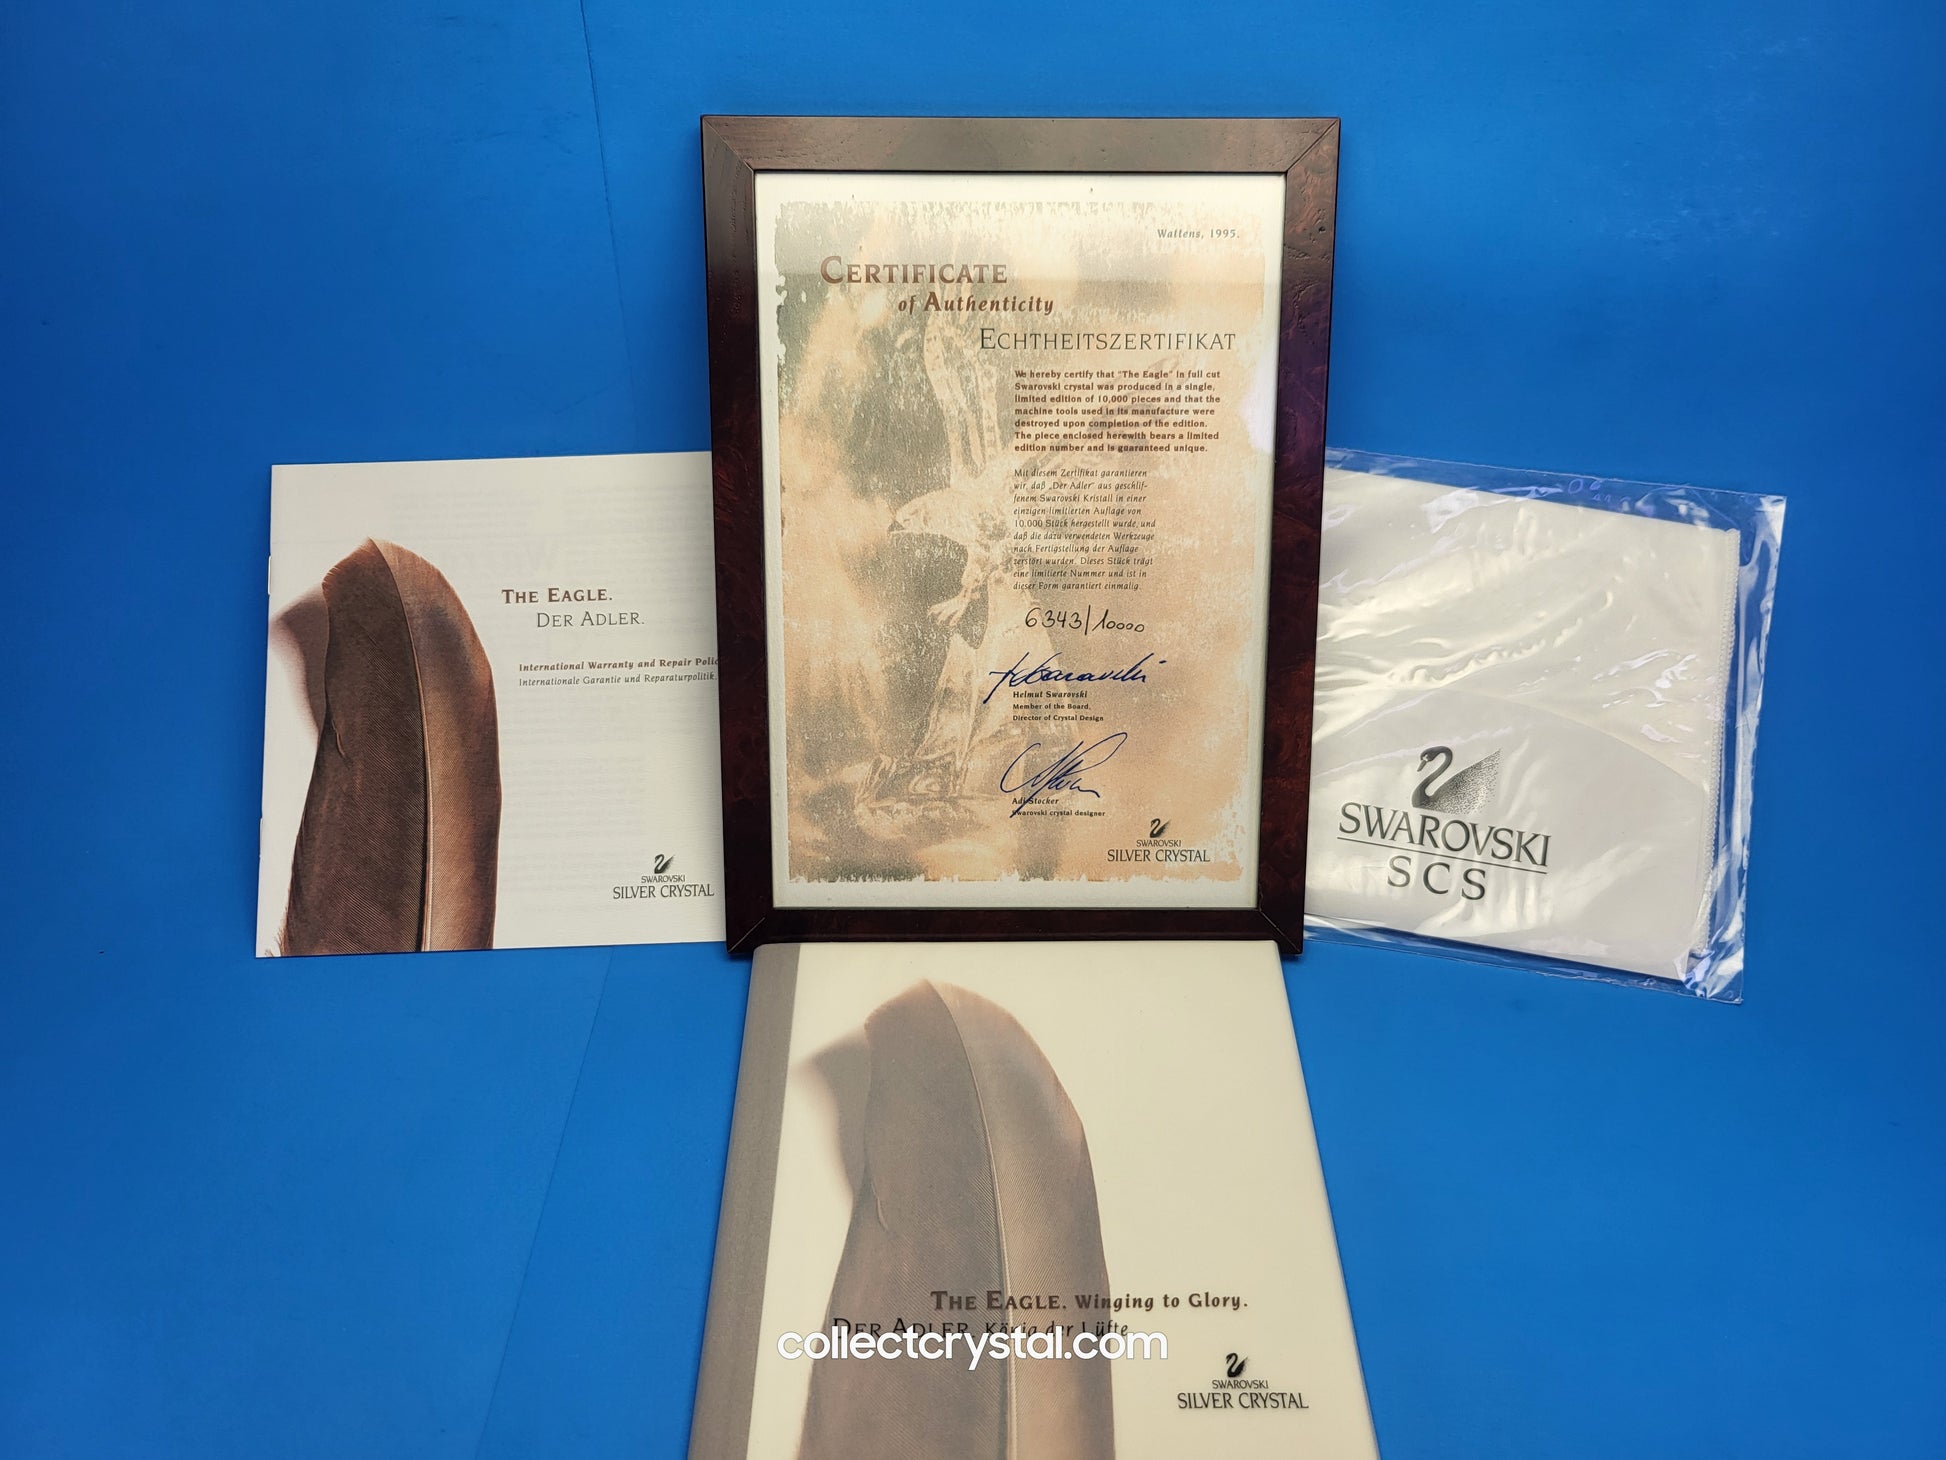 Wattens, 1995.
CERTIFICATE
of Authenticity
ECHTHEITSZERTIFIKAT
We hereby certify that "The Eagle" in full cut
Swarovski crystal was produced in a single,
limited edition of 10,000 pieces and that the
machine tools used in its manufacture were
destroyed upon completion of the edition.
The piece enclosed herewith bears a limited
edition number and is guaranteed unique.
Mit diesem Zertifikat garantieren
wir, daß „Der Adler" aus geschlif-
fenem Swarovski Kristall in einer
einzigen limitierten Auflage von
10.000 Stück hergestellt wurde, und
daß die dazu verwendeten Werkzeuge
nach Fertigstellung der Auflage
zerstört wurden. Dieses Stück trägt
eine limitierte Nummer und ist in
dieser Form garantiert einmalig.
6343/10000
Helmut Swarovski
Member of the Board,
Director of Crystal Design
Adi Stocker
Swarovski crystal designer
SWAROVSKI
SILVER CRYSTAL
THE EAGLE.
DER ADLER.
International Warranty and Repair Polic
Internationale Garantie und Reparaturpolitik.
SWAROVSKI
SILVER CRYSTAL
SWAROVSKI
SCS
THE EAGLE. Winging to Glory.
DER ADLER. König der Lüfte
collectcrystal.com
SWAROVSKI
SILVER CRYSTAL